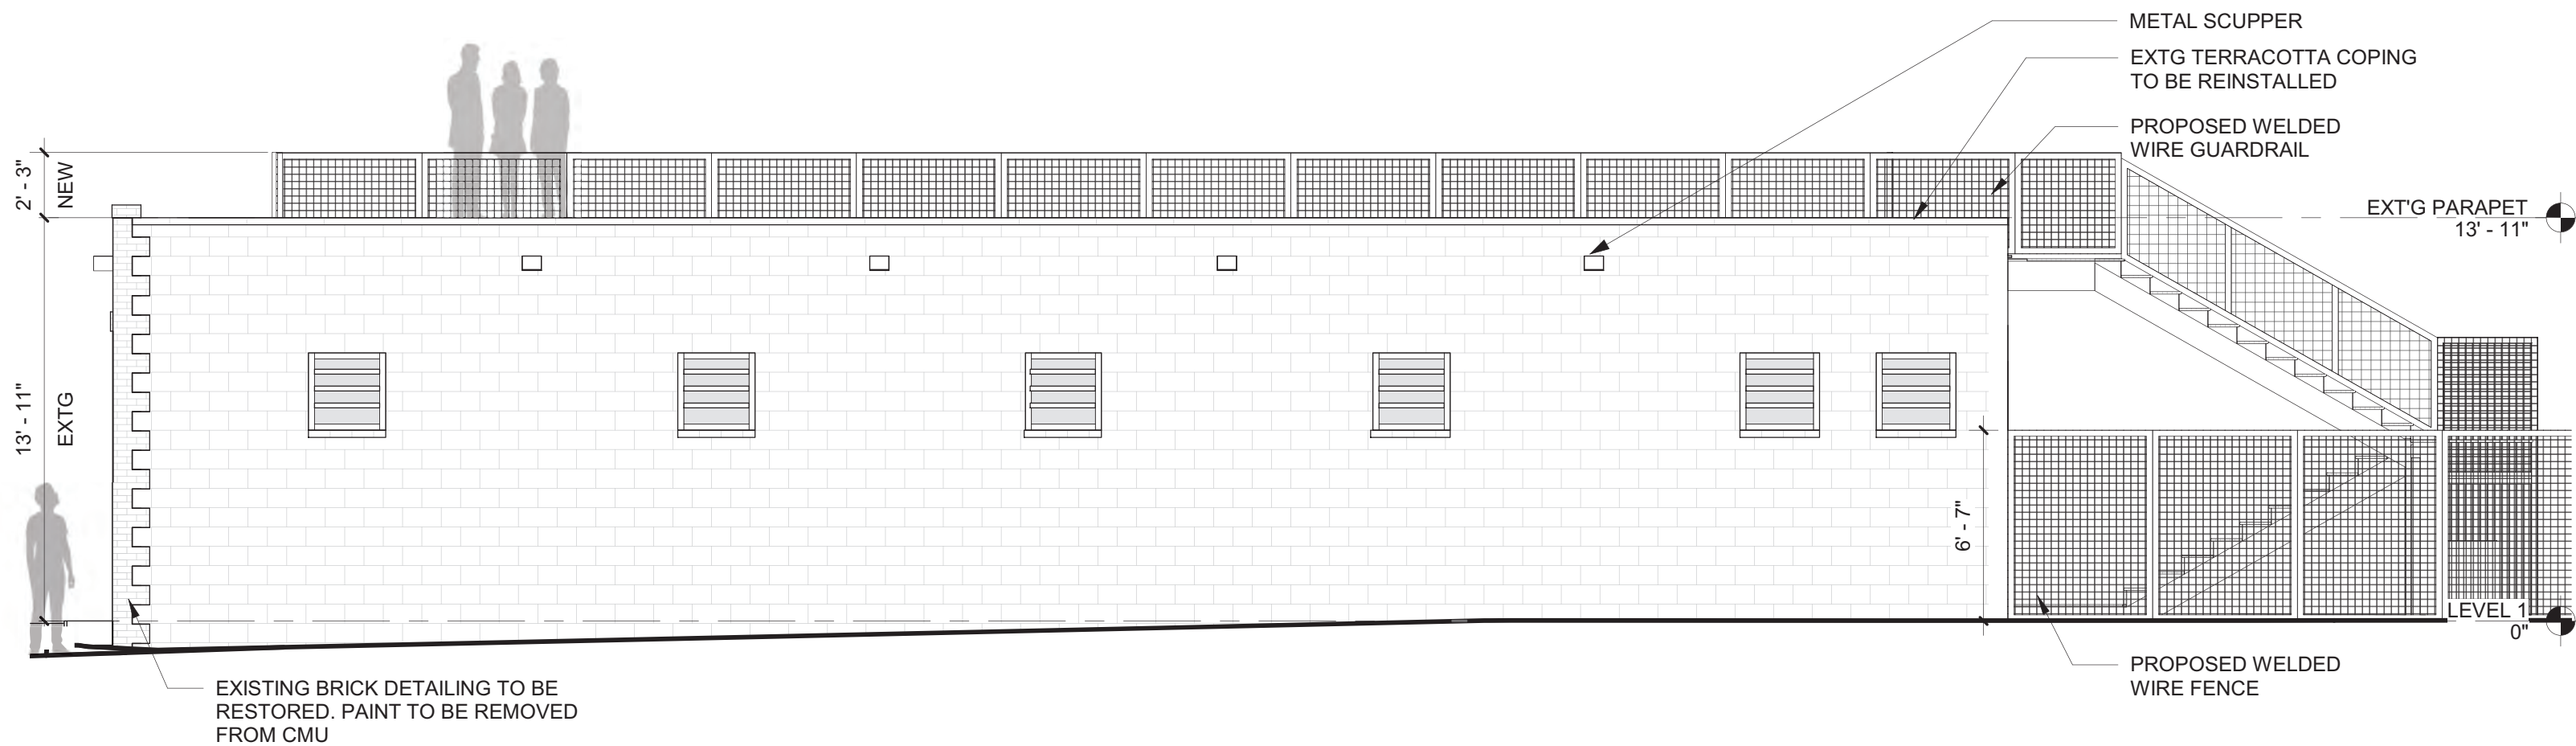 METAL SCUPPER
EXTG TERRACOTTA COPING
TO BE REINSTALLED
PROPOSED WELDED
WIRE GUARDRAIL
2' - 3"
NEW
EXT'G PARAPET
13' - 11"
13' - 11"
EXTG
6' - 7"
LEVEL 1
0"
PROPOSED WELDED
WIRE FENCE
EXISTING BRICK DETAILING TO BE
RESTORED. PAINT TO BE REMOVED
FROM CMU